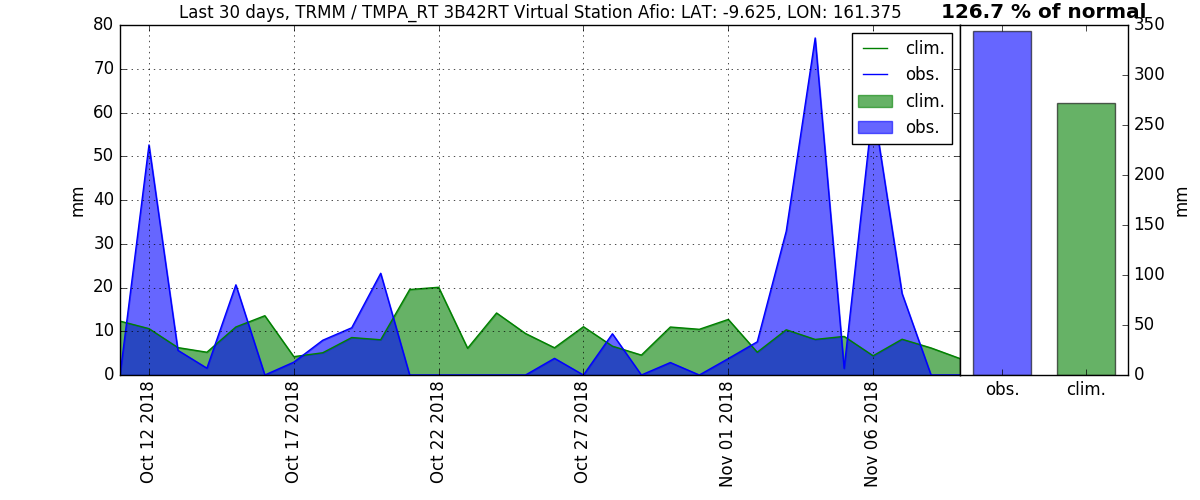 Last 30 days, TRMM / TMPA_RT 3B42RT Virtual Station Afio: LAT: -9.625, LON: 161.375
126.7 % of normal
mm
80
70
60
50
40
30
20
10
0
clim.
obs.
clim.
obs.
Oct 12 2018
Oct 17 2018
Oct 22 2018
Oct 27 2018
Nov 01 2018
Nov 06 2018
350
300
250
200
150
100
50
0
mm
obs.
clim.